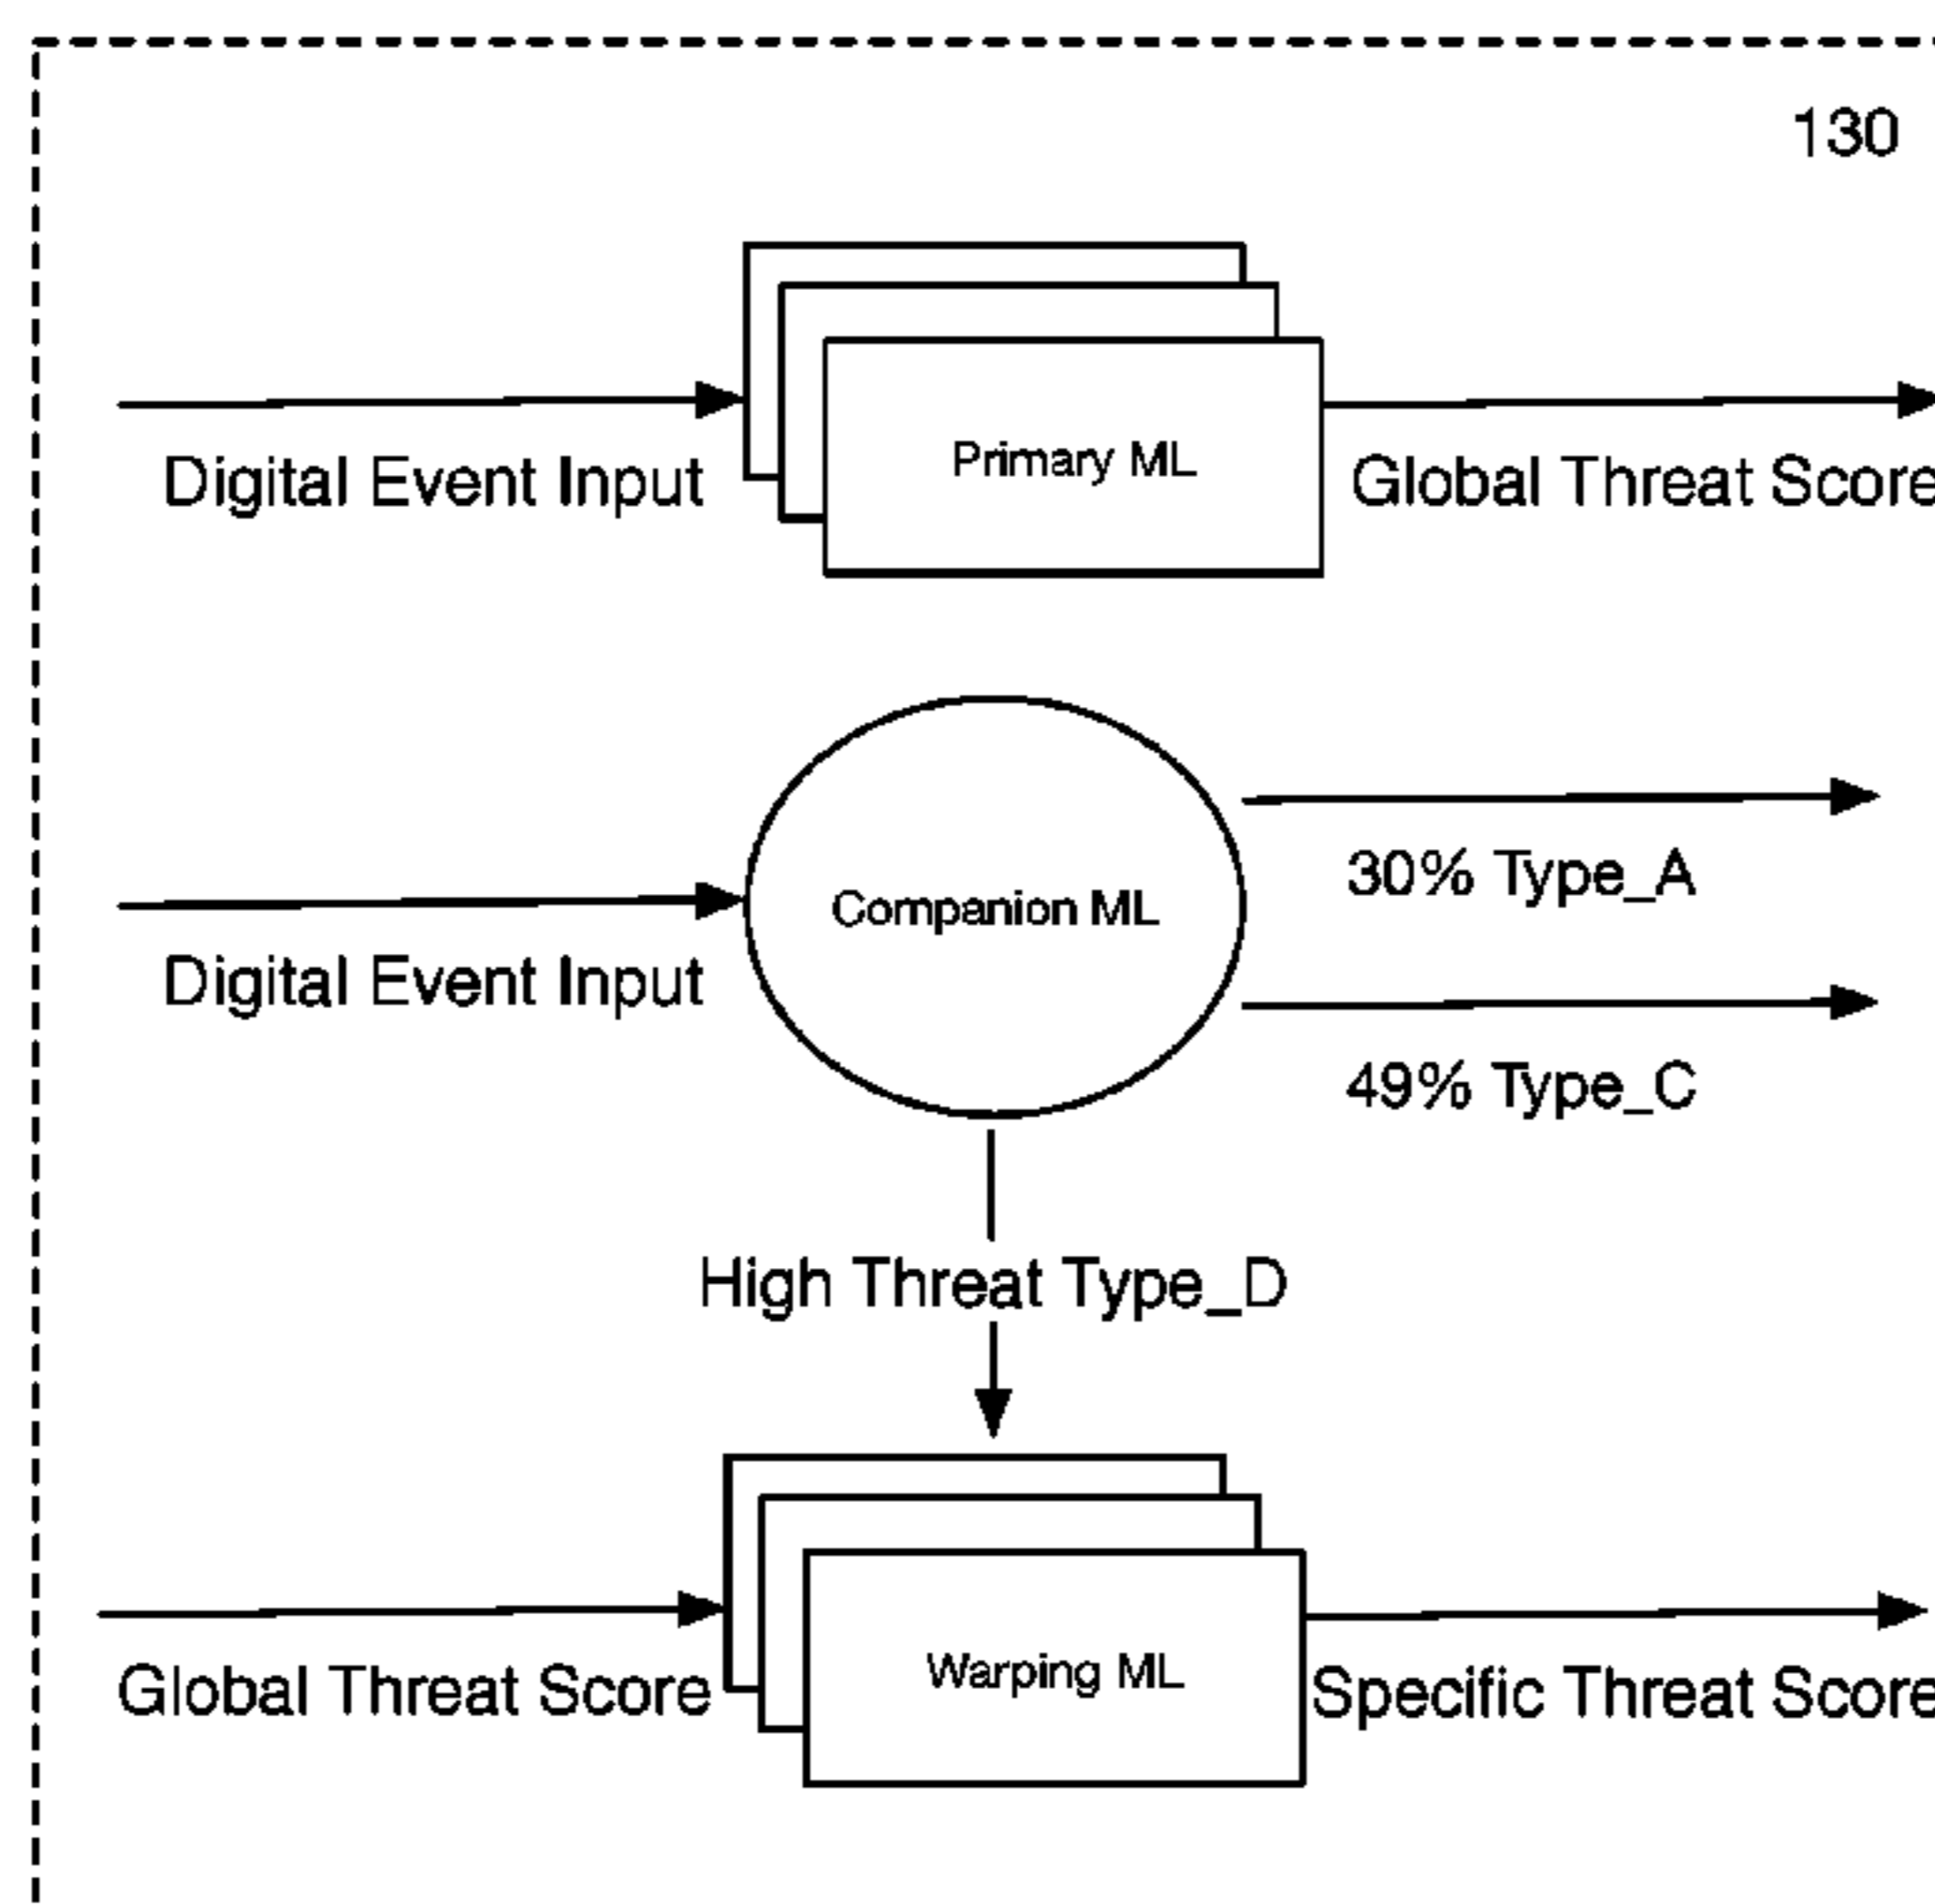 130
Primary ML
Digital Event Input
Global Threat Score
Companion ML
30% Type_A
Digital Event Input
49% Type_C
High Threat Type_D
Warping ML
Global Threat Score
Specific Threat Score